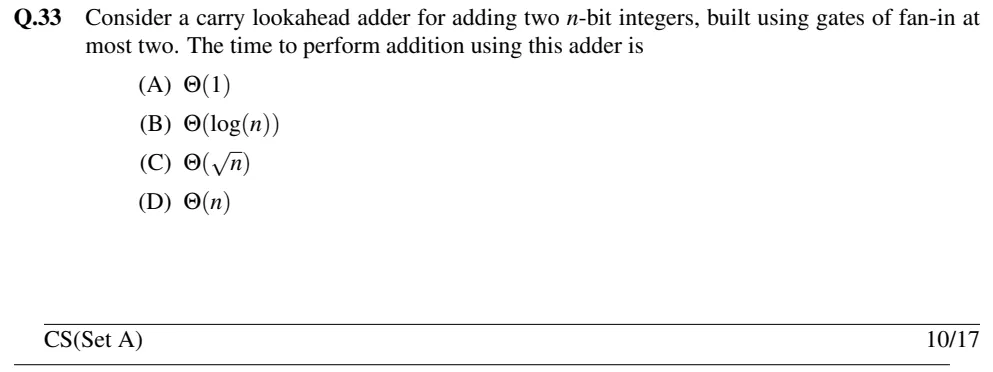 Q.33 Consider a carry lookahead adder for adding two n-bit integers, built using gates of fan-in at
most two. The time to perform addition using this adder is
(A) Θ(1)
(B) Θ(log(n))
(C) Θ(√n)
(D) Θ(n)
CS(Set A) 10/17